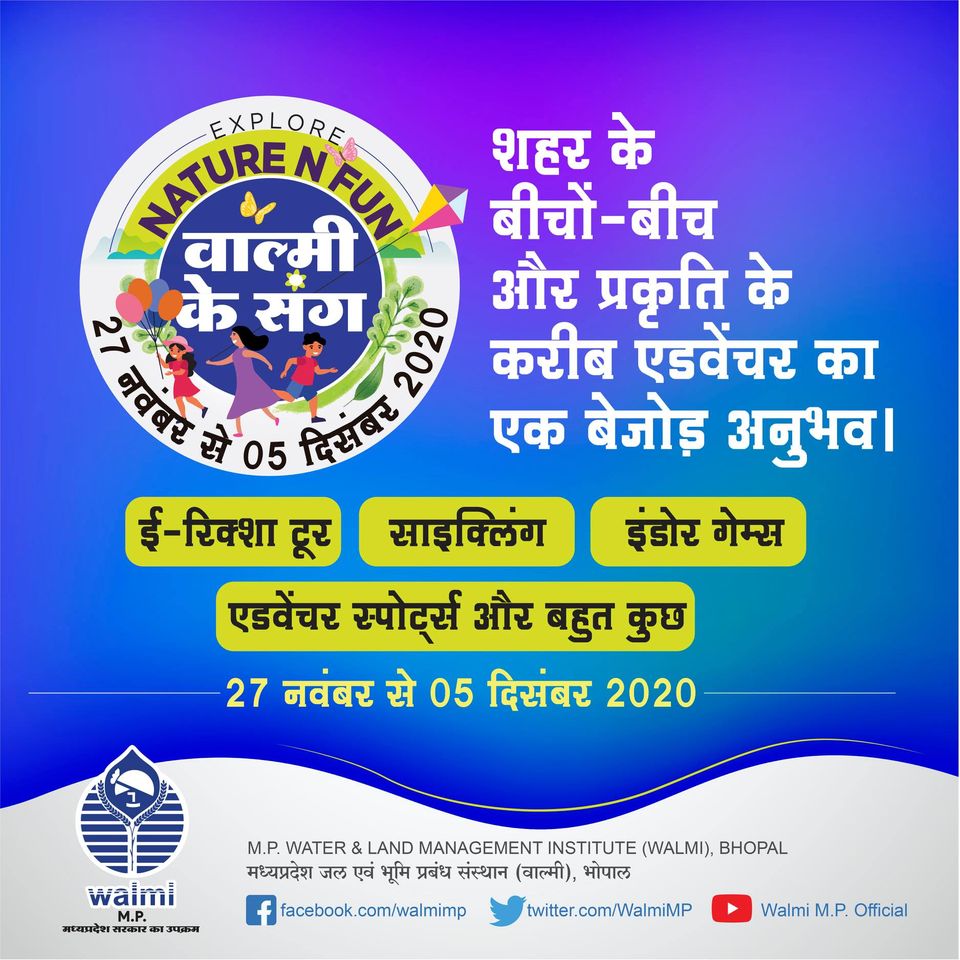 EXPLORE
NATURE N FUN
वाल्मी
के संग
27 नवंबर से 05 दिसंबर 2020
शहर के
बीचों-बीच
और प्रकृति के
करीब एडवेंचर का
एक बेजोड़ अनुभव।
ई-रिक्शा टूर
साइक्लिंग
इंडोर गेम्स
एडवेंचर स्पोर्ट्स और बहुत कुछ
27 नवंबर से 05 दिसंबर 2020
walmi
M.P.
मध्यप्रदेश सरकार का उपक्रम
M.P. WATER & LAND MANAGEMENT INSTITUTE (WALMI), BHOPAL
मध्यप्रदेश जल एवं भूमि प्रबंध संस्थान (वाल्मी), भोपाल
facebook.com/walmimp twitter.com/WalmiMP Walmi M.P. Official